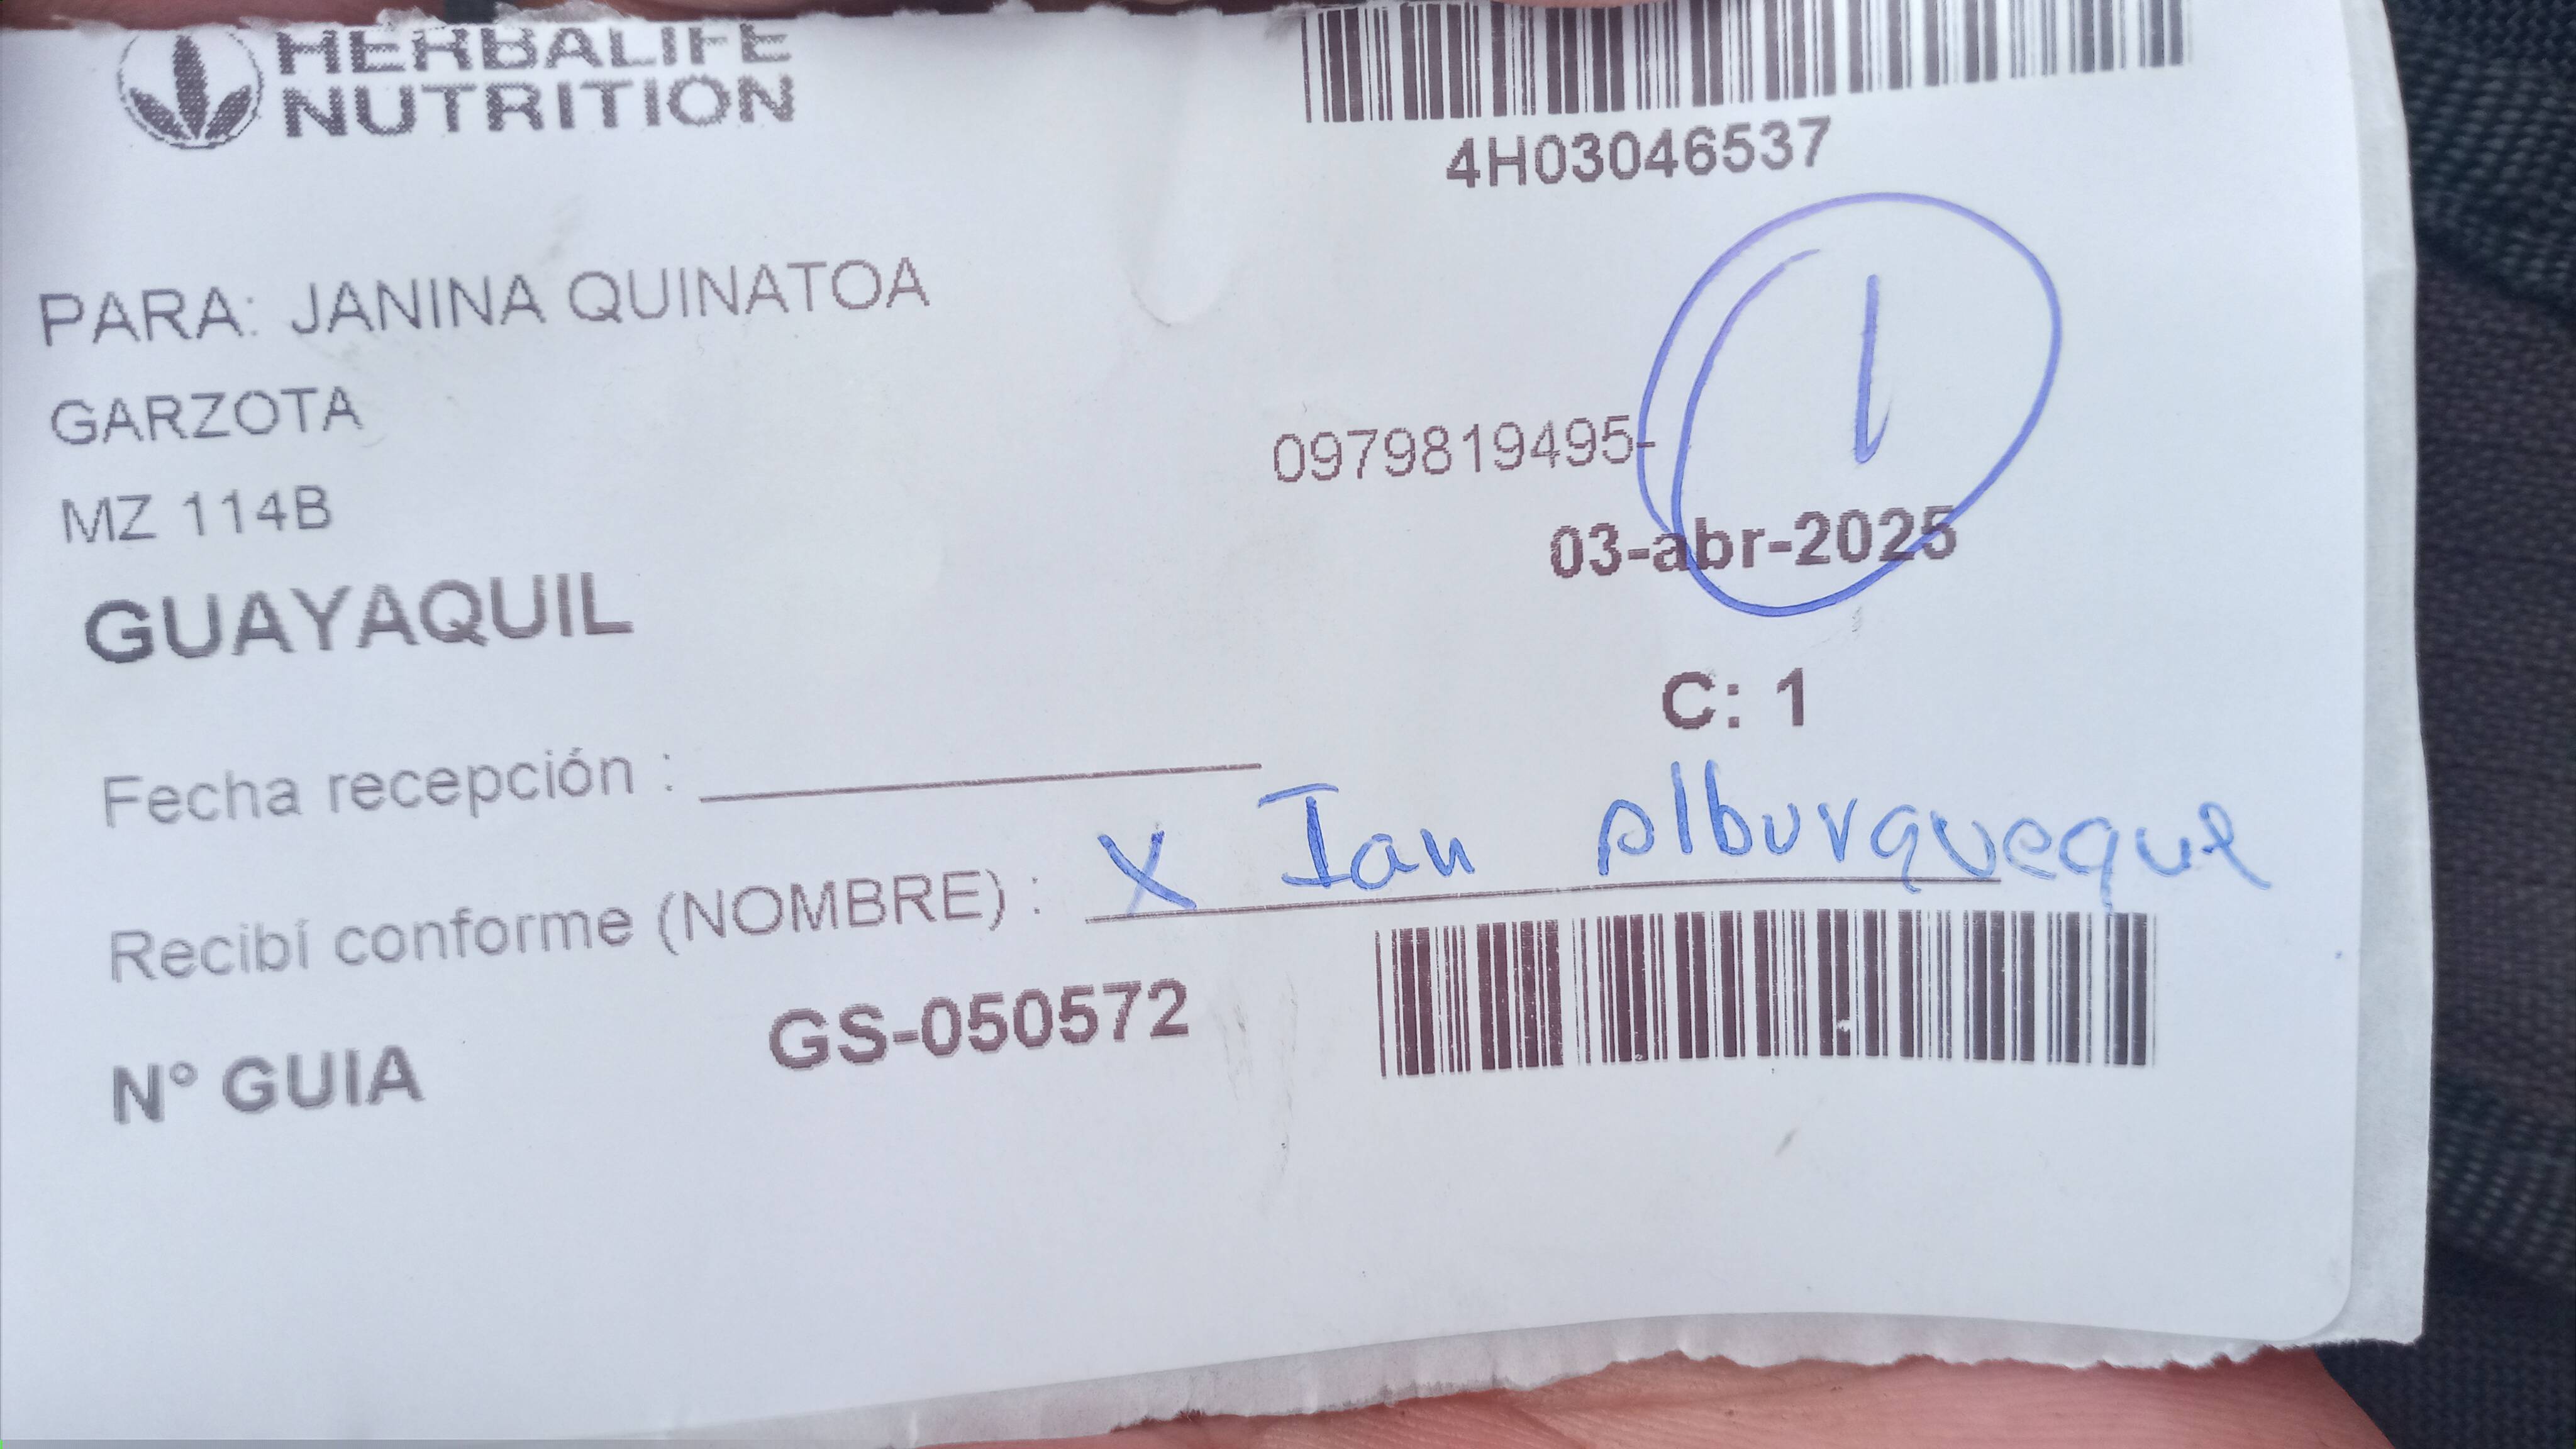 HERBALIFE
NUTRITION
4H03046537
PARA: JANINA QUINATOA
GARZOTA
0979819495-
1
MZ 114B
03-abr-2025
GUAYAQUIL
C: 1
Fecha recepción :
Recibí conforme (NOMBRE) : X Ian Alburqueque
N° GUIA GS-050572